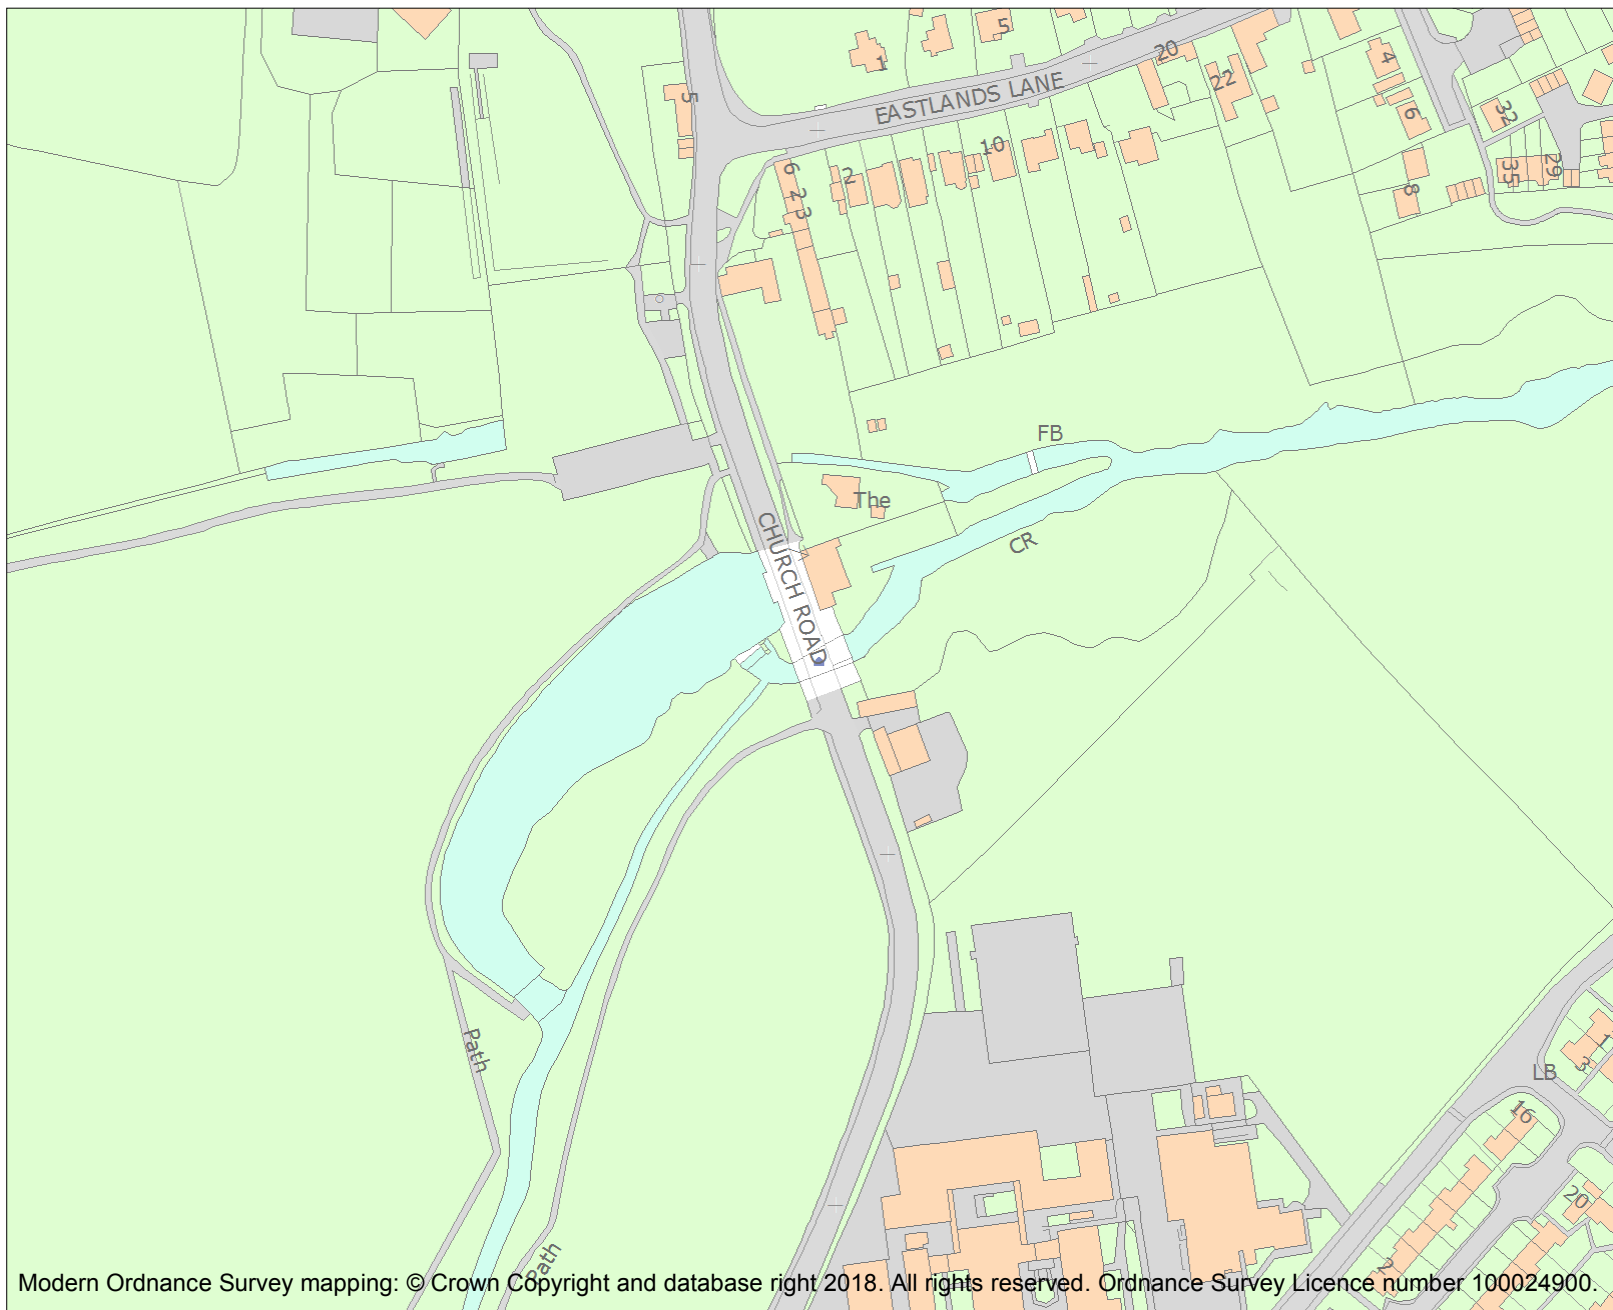 5
1
20
4
EASTLANDS LANE
22
5
6
32
10
6
2
2
3
35
29
8
FB
The
CHURCH ROAD
CR
Path
LB
1
3
16
20
Path
2
Modern Ordnance Survey mapping: © Crown Copyright and database right 2018. All rights reserved. Ordnance Survey Licence number 100024900.